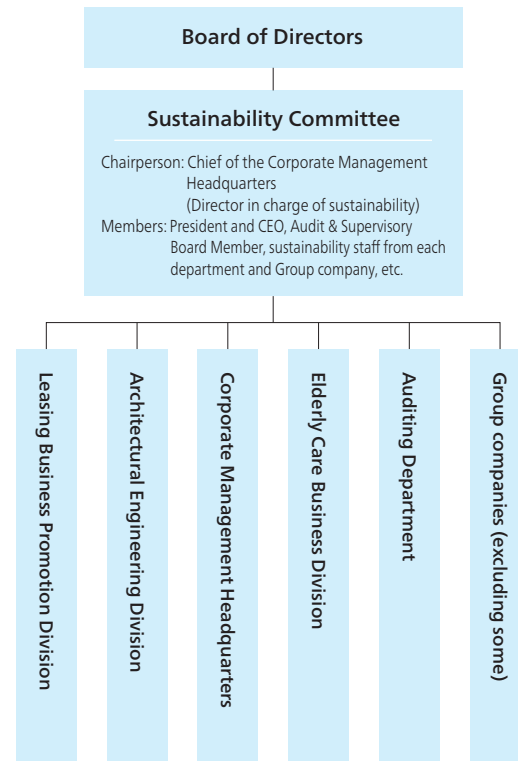 Board of Directors
Sustainability Committee
Chairperson: Chief of the Corporate Management
Headquarters
(Director in charge of sustainability)
Members: President and CEO, Audit & Supervisory
Board Member, sustainability staff from each
department and Group company, etc.
Leasing Business Promotion Division
Architectural Engineering Division
Corporate Management Headquarters
Elderly Care Business Division
Auditing Department
Group companies (excluding some)